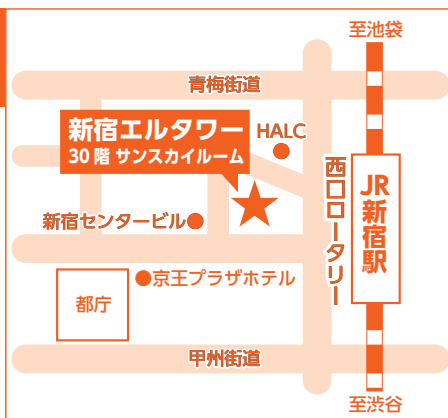 至池袋
青梅街道
新宿エルタワー
30階 サンスカイルーム
HALC
西口ロータリー
JR新宿駅
新宿センタービル
京王プラザホテル
都庁
甲州街道
至渋谷